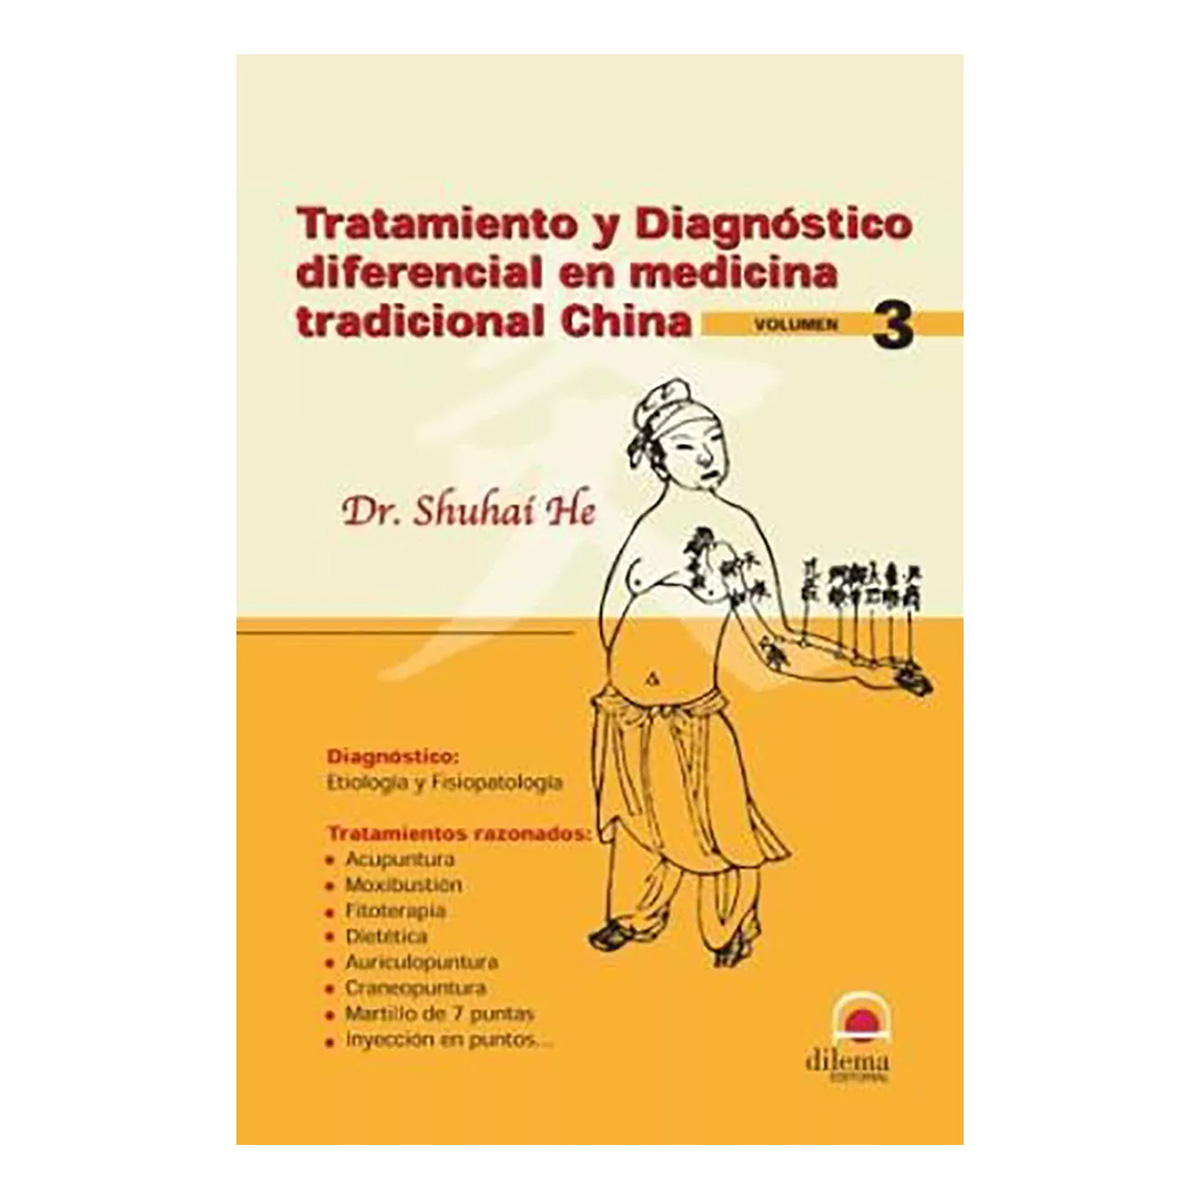 Tratamiento y Diagnóstico
diferencial en medicina
tradicional China
VOLUMEN 3
Dr. Shuhai He
Diagnóstico:
Etiología y Fisiopatología
Tratamientos razonados:
• Acupuntura
• Moxibustión
• Fitoterapia
• Dietética
• Auriculopuntura
• Craneopuntura
• Martillo de 7 puntas
• Inyección en puntos...
dilema
EDITORIAL